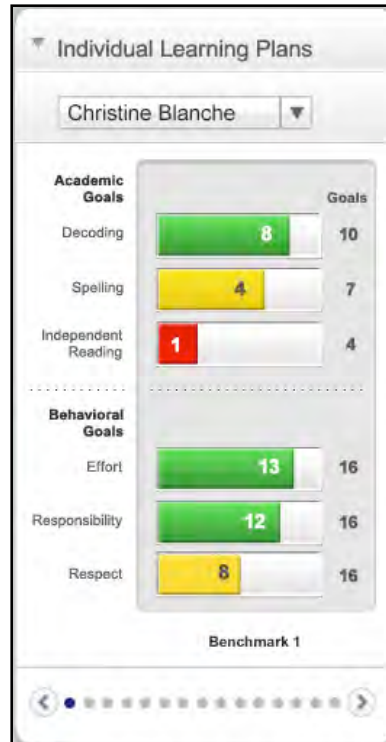 Individual Learning Plans
Christine Blanche
Academic
Goals
Goals
Decoding 8 10
Spelling 4 7
Independent
Reading 1 4
Behavioral
Goals
Effort 13 16
Responsibility 12 16
Respect 8 16
Benchmark 1